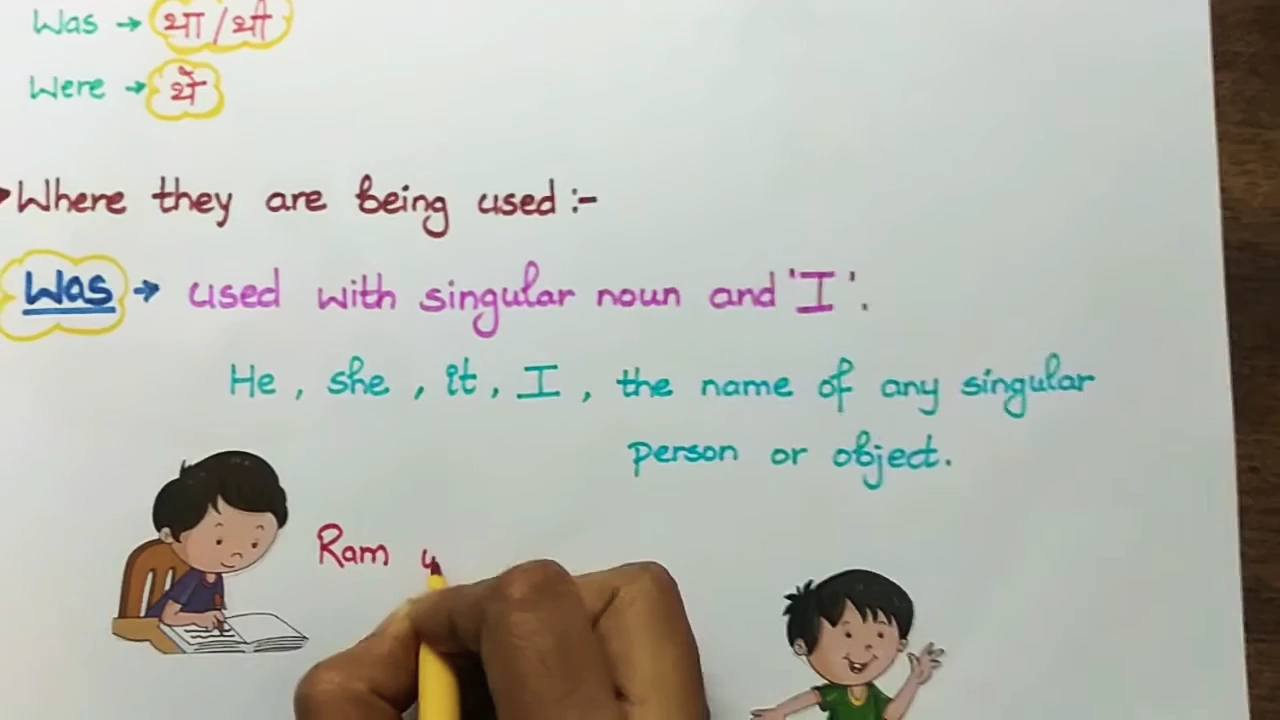 Was → था / थी
Were → थे
Where they are being used :-
Was → used with singular noun and 'I'.
He, she, it, I, the name of any singular
person or object.
Ram